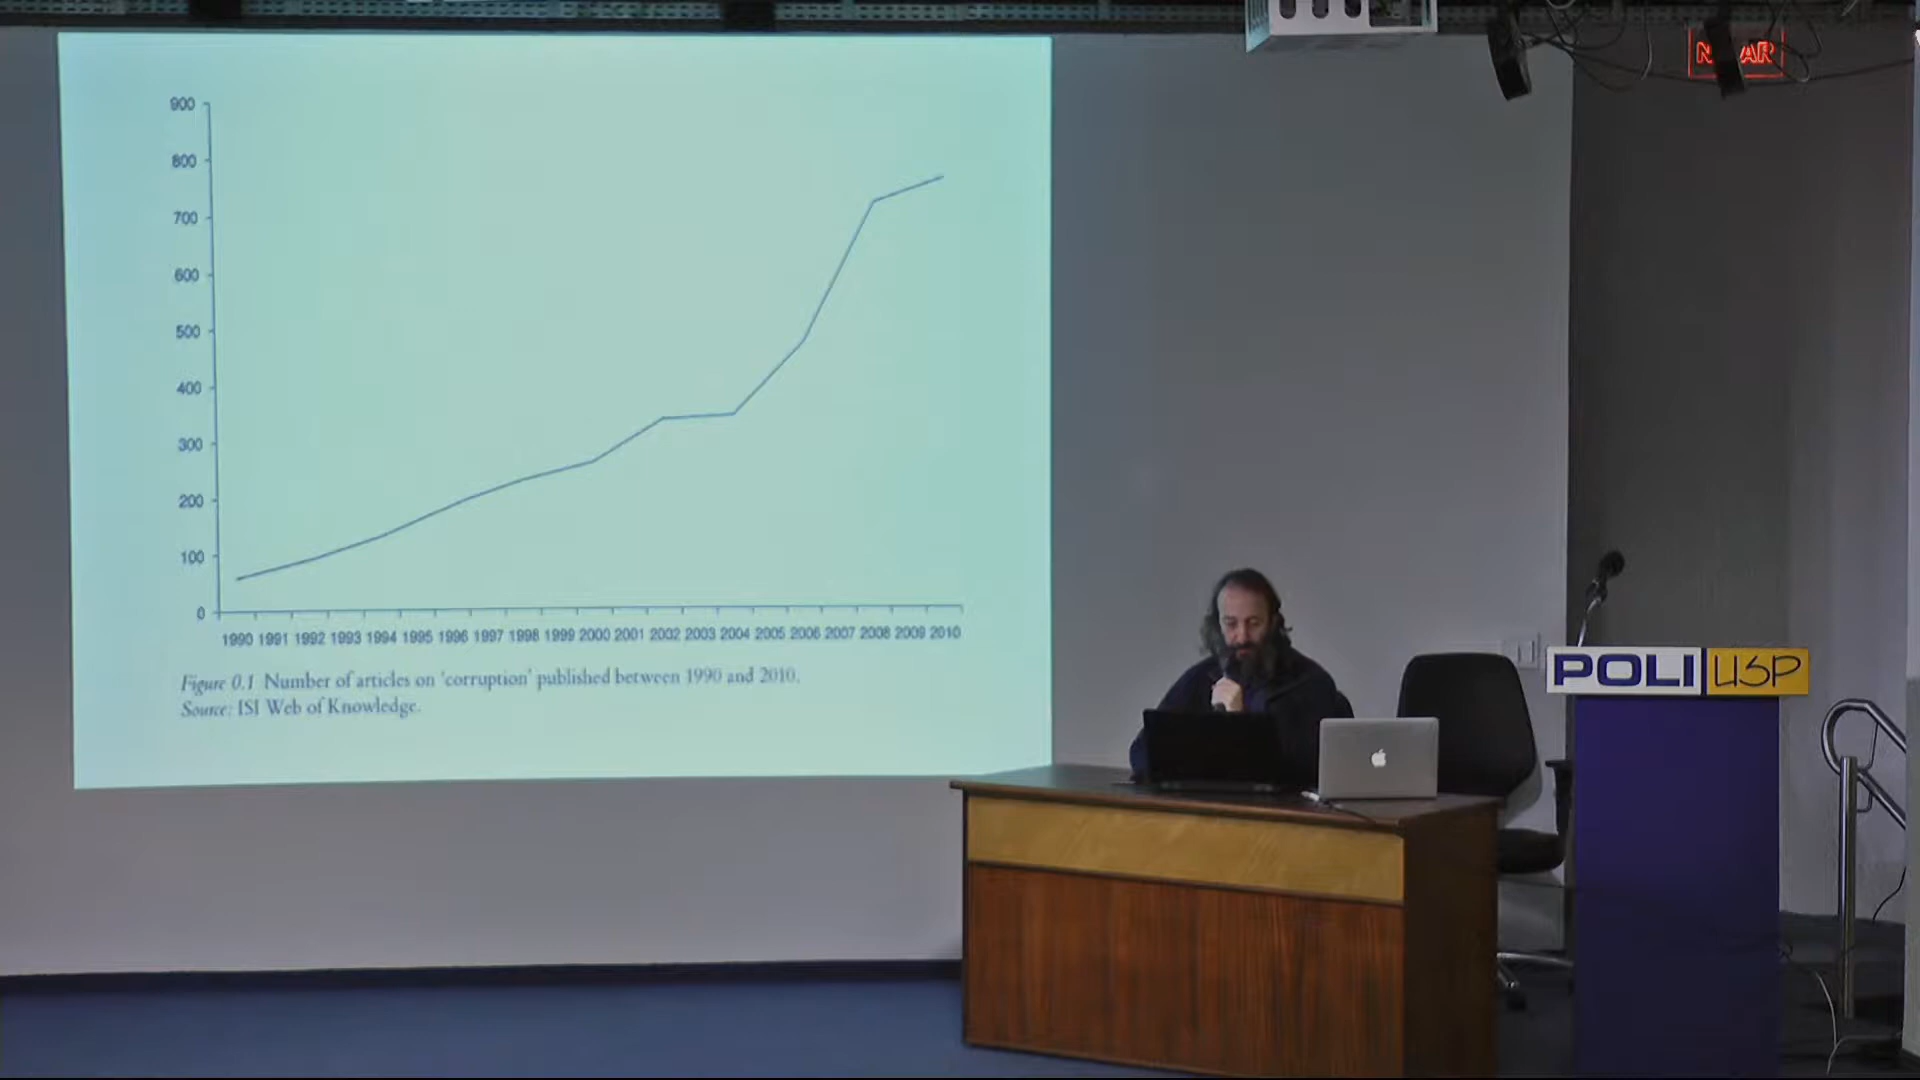 900
800
700
600
500
400
300
200
100
0
1990 1991 1992 1993 1994 1995 1996 1997 1998 1999 2000 2001 2002 2003 2004 2005 2006 2007 2008 2009 2010
Figure 0.1 Number of articles on 'corruption' published between 1990 and 2010.
Source: ISI Web of Knowledge.
POLI USP